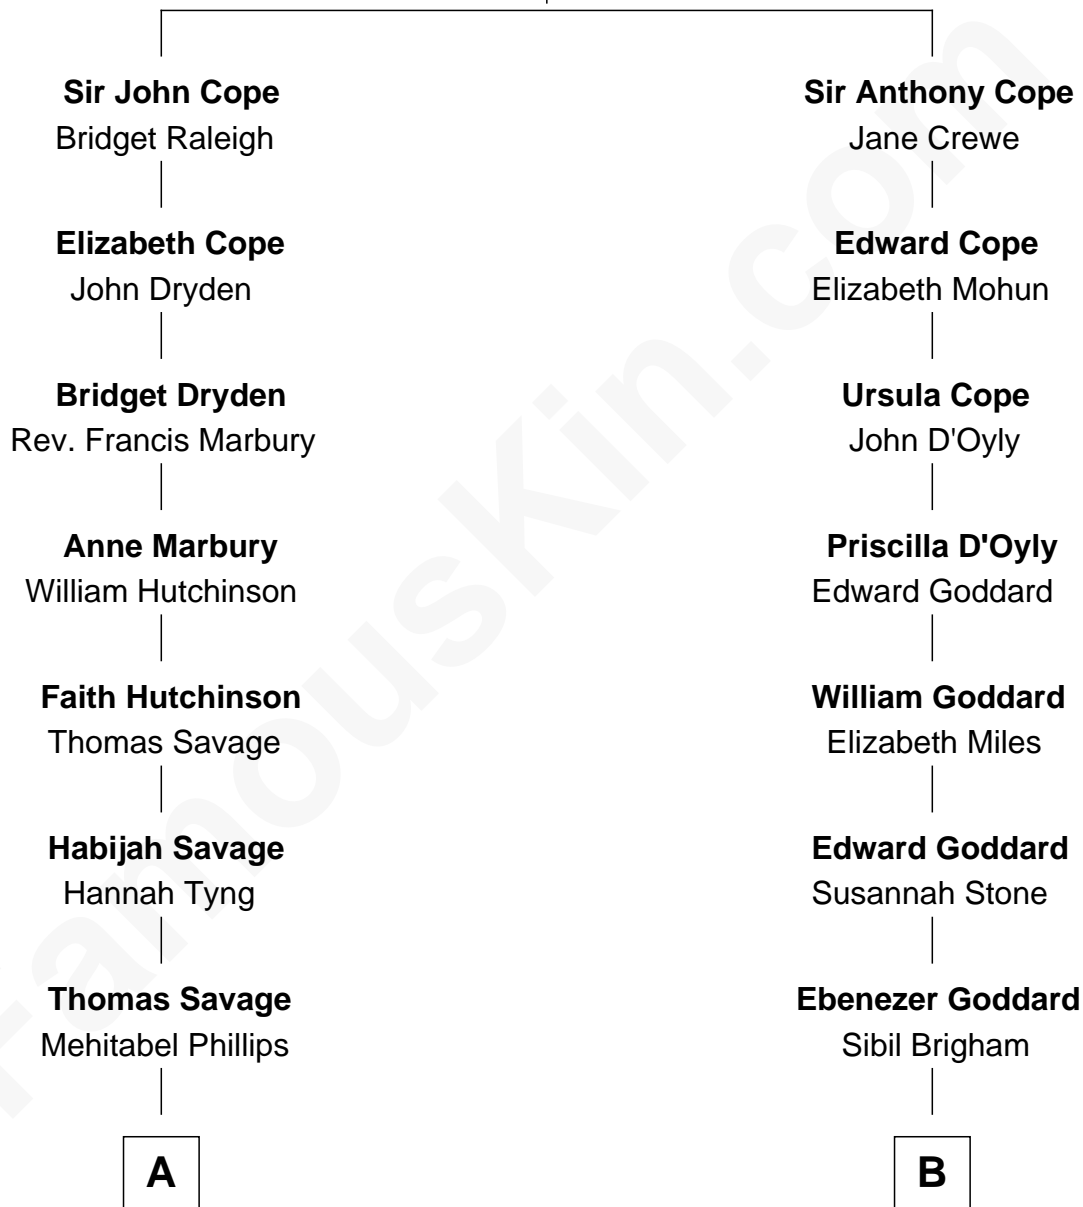 Sir John Cope
Bridget Raleigh
Elizabeth Cope
John Dryden
Bridget Dryden
Rev. Francis Marbury
Anne Marbury
William Hutchinson
Faith Hutchinson
Thomas Savage
Habijah Savage
Hannah Tyng
Thomas Savage
Mehitabel Phillips
A
Sir Anthony Cope
Jane Crewe
Edward Cope
Elizabeth Mohun
Ursula Cope
John D'Oyly
Priscilla D'Oyly
Edward Goddard
William Goddard
Elizabeth Miles
Edward Goddard
Susannah Stone
Ebenezer Goddard
Sibil Brigham
B
FamousKin.com